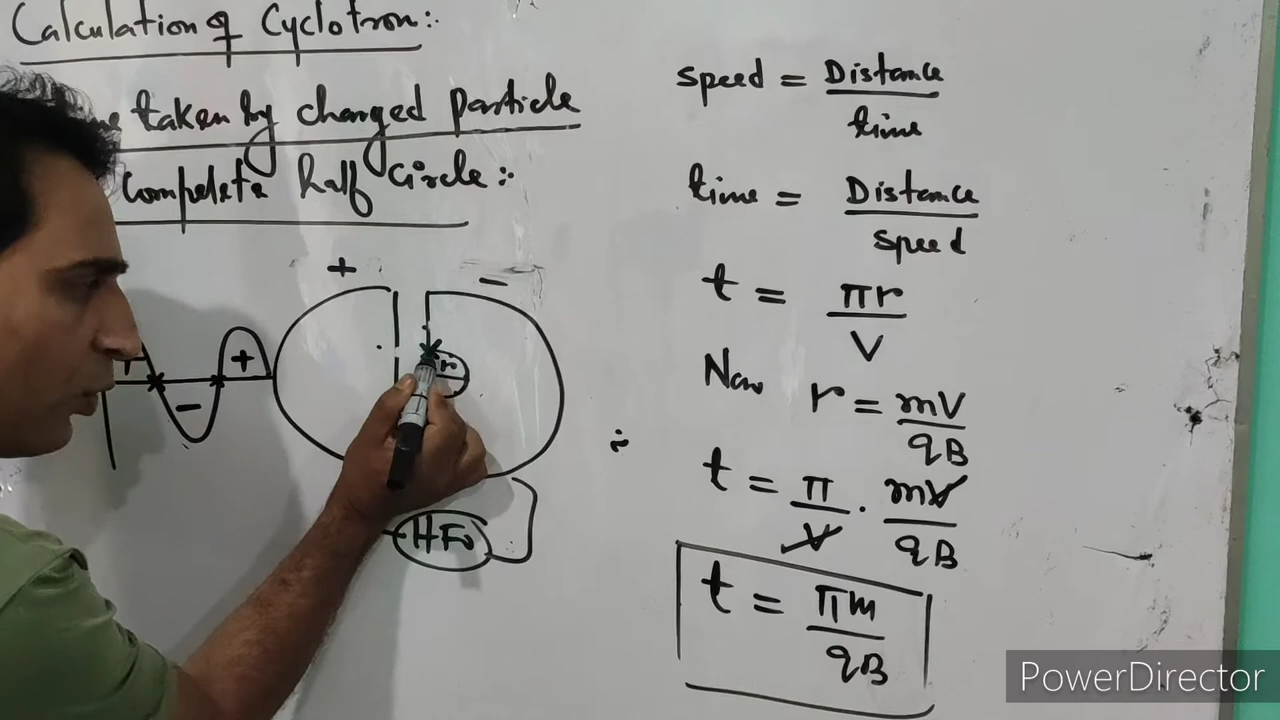 Calculation of Cyclotron:-
taken by charged particle
Complete half Circle:-
speed = Distance / time
time = Distance / speed
t = πr / V
Now r = mV / qB
∴ t = π / V · mV / qB
t = πm / qB
+ -
+ - +
r
HFO
PowerDirector